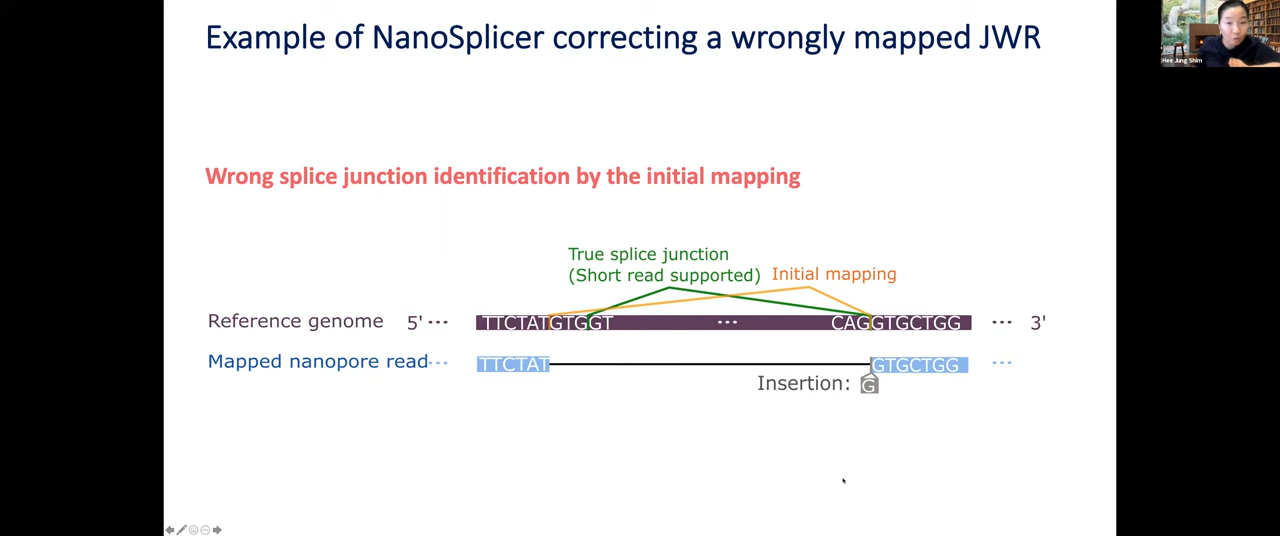 Example of NanoSplicer correcting a wrongly mapped JWR
Hee Jung Shim
Wrong splice junction identification by the initial mapping
True splice junction
(Short read supported)
Initial mapping
Reference genome 5' ··· TTCTATGTGGT ··· CAGGTGCTGG ··· 3'
Mapped nanopore read ··· TTCTAT GTGCTGG ···
Insertion: G